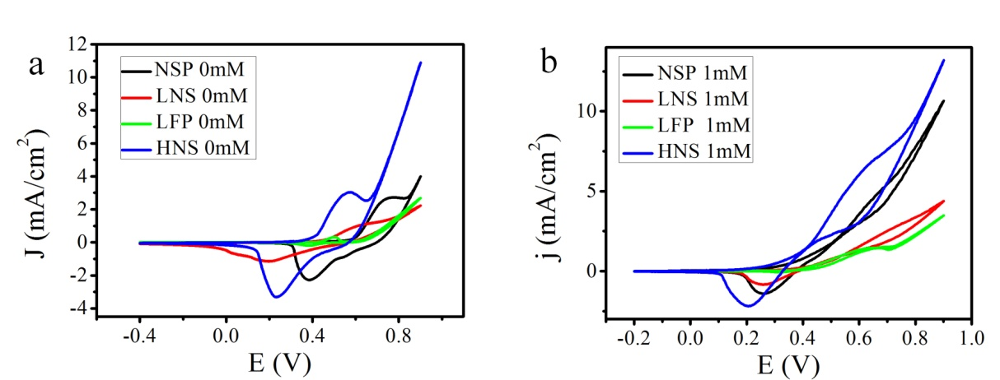 a
12
10
8
6
4
2
0
-2
-4
J (mA/cm2)
NSP 0mM
LNS 0mM
LFP 0mM
HNS 0mM
-0.4 0.0 0.4 0.8
E (V)
b
10
5
0
j (mA/cm2)
NSP 1mM
LNS 1mM
LFP 1mM
HNS 1mM
-0.2 0.0 0.2 0.4 0.6 0.8 1.0
E (V)